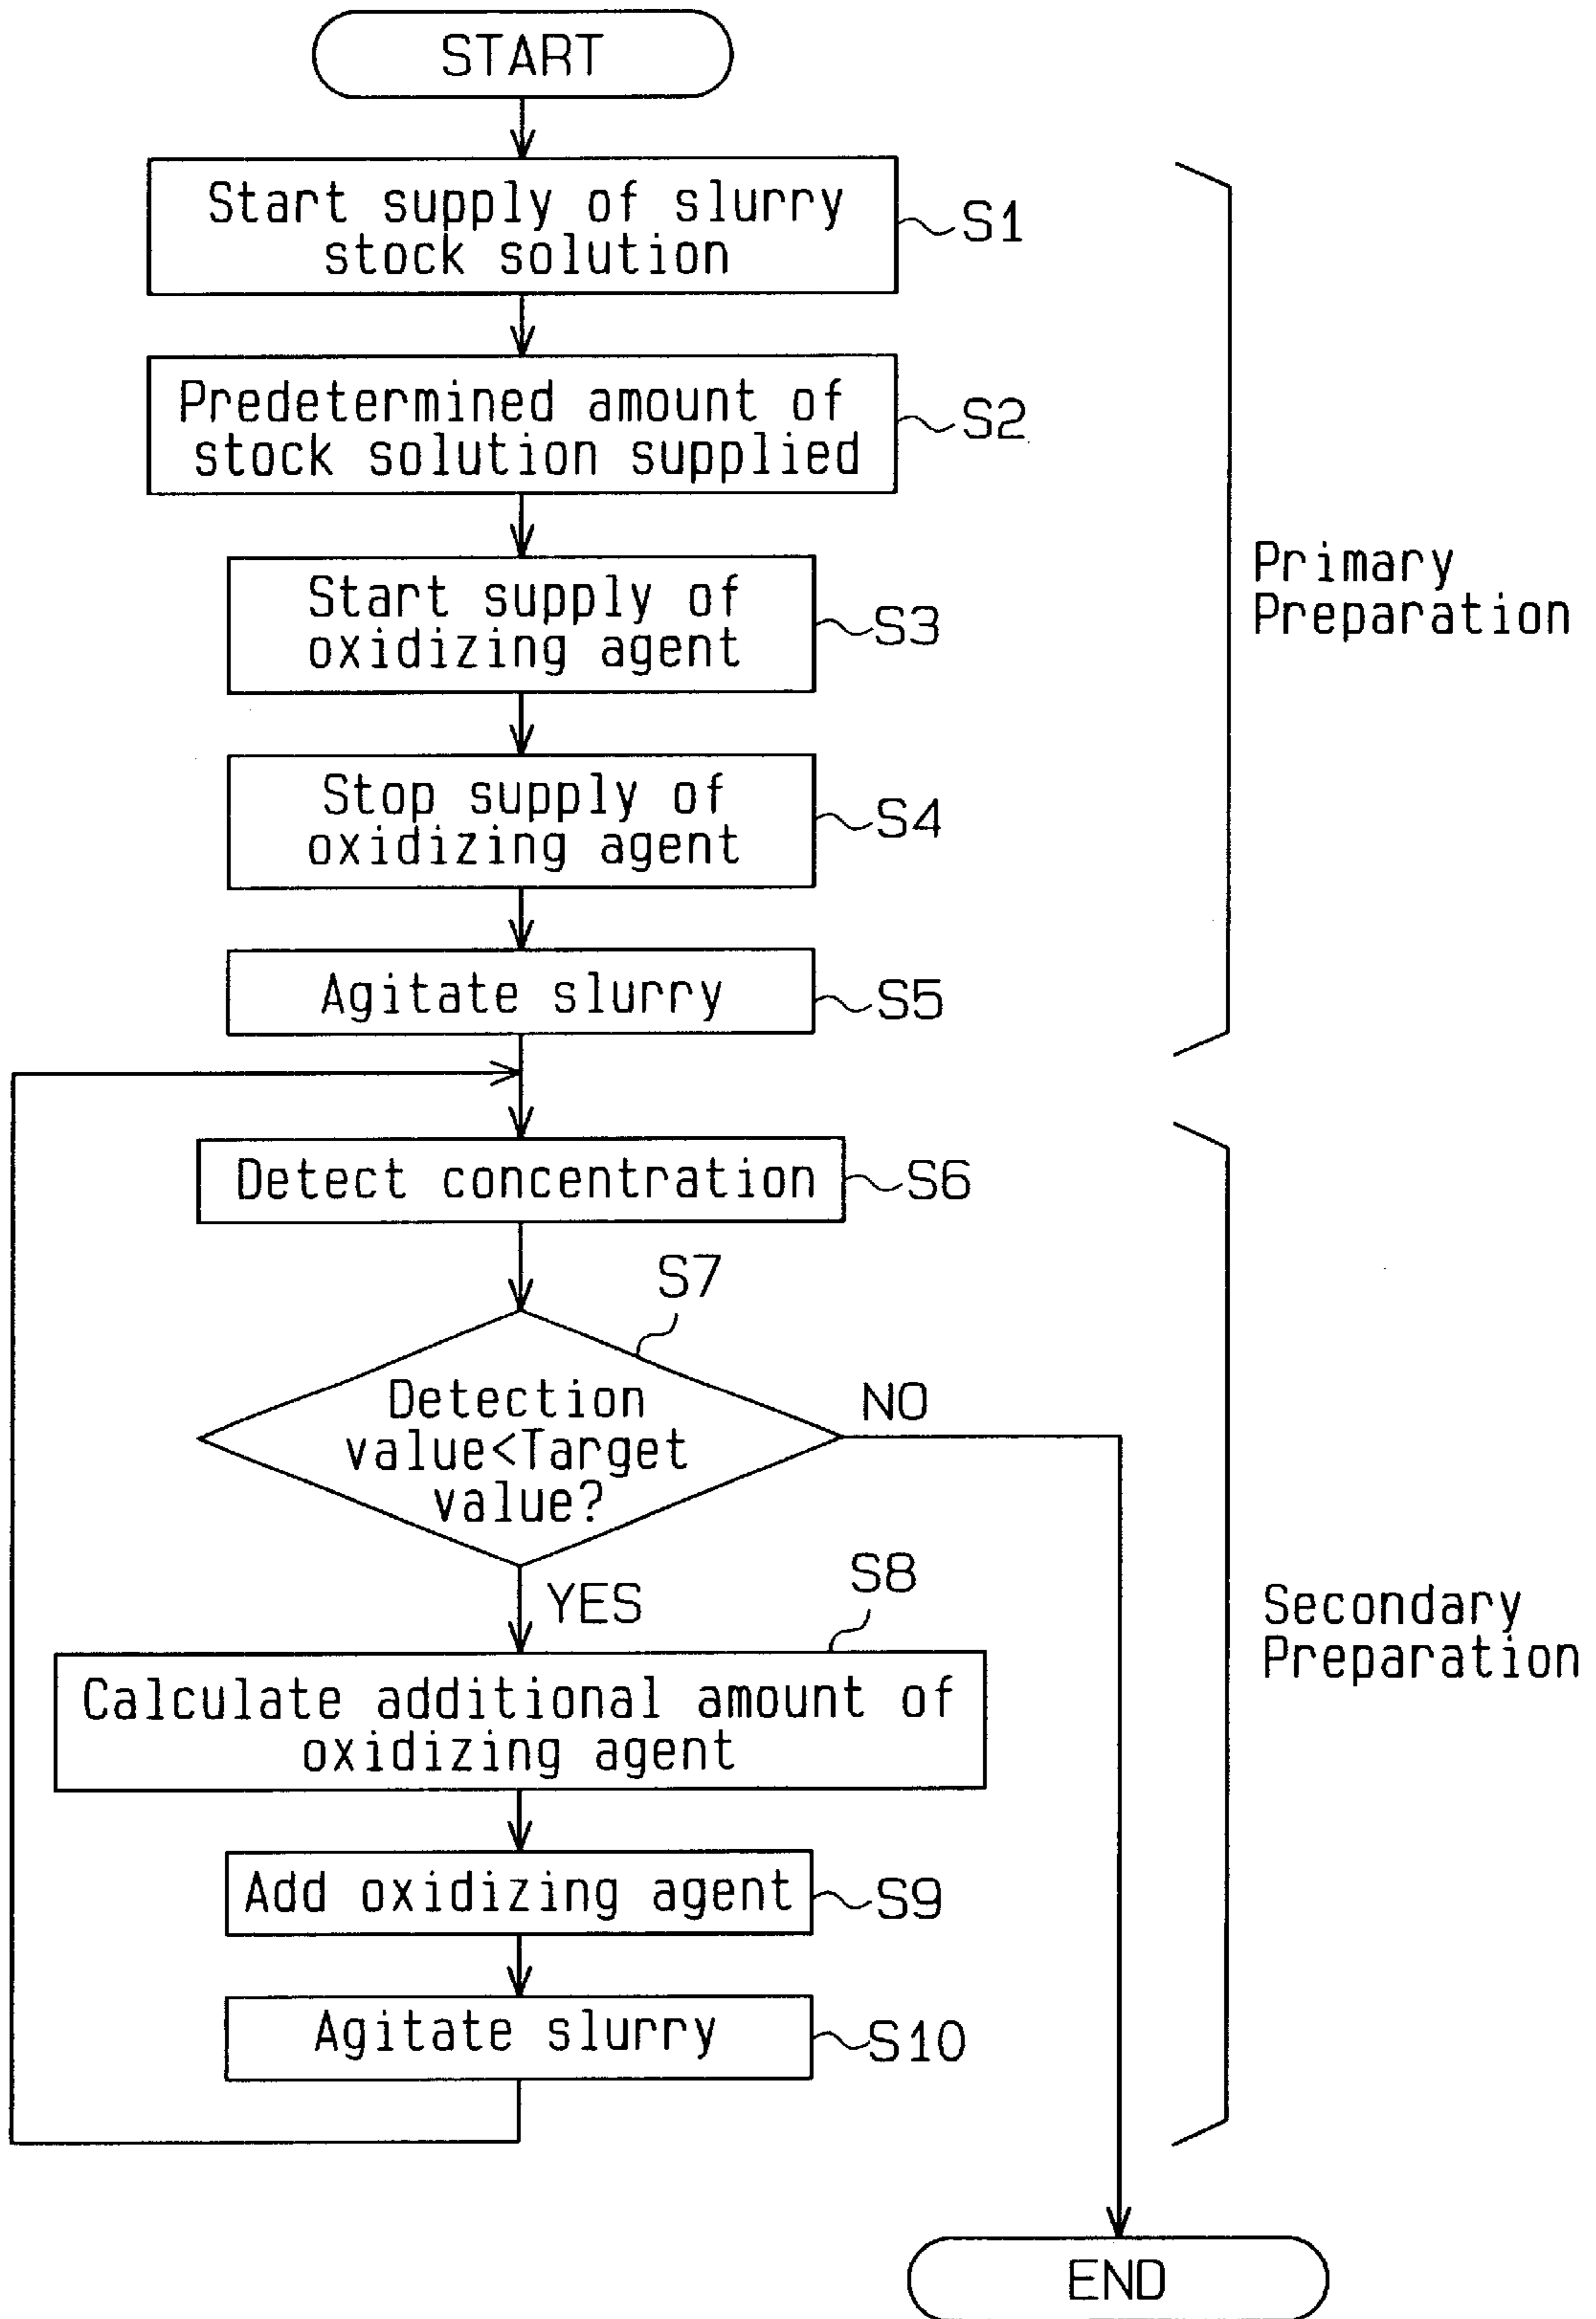 START
Start supply of slurry
stock solution
S1
Predetermined amount of
stock solution supplied
S2
Start supply of
oxidizing agent
S3
Stop supply of
oxidizing agent
S4
Agitate slurry
S5
Primary
Preparation
Detect concentration
S6
S7
Detection
value<Target
value?
NO
YES
S8
Calculate additional amount of
oxidizing agent
Add oxidizing agent
S9
Agitate slurry
S10
Secondary
Preparation
END